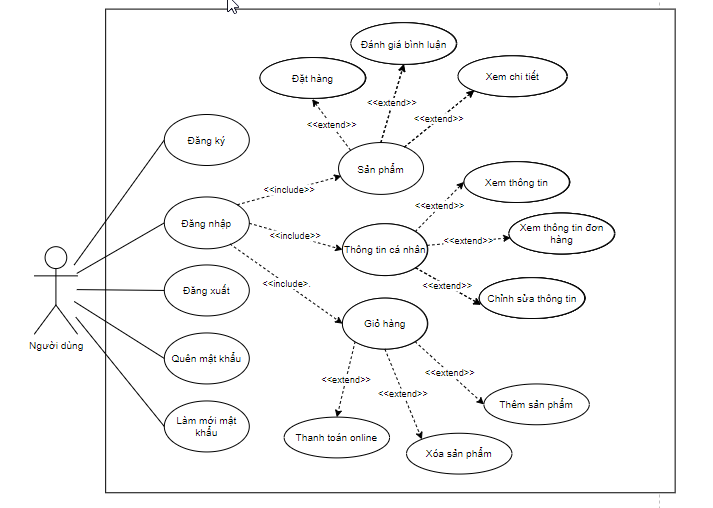 Đánh giá bình luận
Đặt hàng
Xem chi tiết
<<extend>>
<<extend>>
<<extend>>
Đăng ký
Sản phẩm
<<include>>
Xem thông tin
<<extend>>
Đăng nhập
<<include>>
Thông tin cá nhân
<<extend>>
Xem thông tin đơn
hàng
<<include>.
<<extend>>
Đăng xuất
Chỉnh sửa thông tin
Giỏ hàng
Người dùng
Quên mật khẩu
<<extend>>
<<extend>>
<<extend>>
Thêm sản phẩm
Làm mới mật
khẩu
Thanh toán online
Xóa sản phẩm